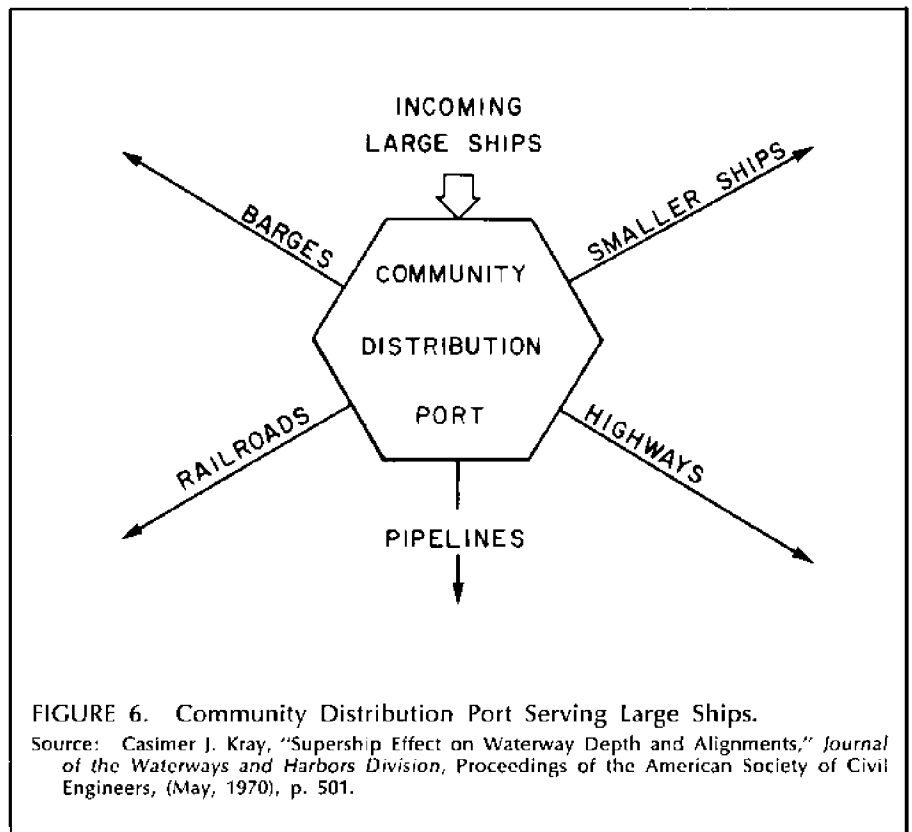 INCOMING
LARGE SHIPS
BARGES
SMALLER SHIPS
COMMUNITY
DISTRIBUTION
PORT
RAILROADS
HIGHWAYS
PIPELINES
FIGURE 6. Community Distribution Port Serving Large Ships.
Source: Casimer J. Kray, "Supership Effect on Waterway Depth and Alignments," Journal
of the Waterways and Harbors Division, Proceedings of the American Society of Civil
Engineers, (May, 1970), p. 501.